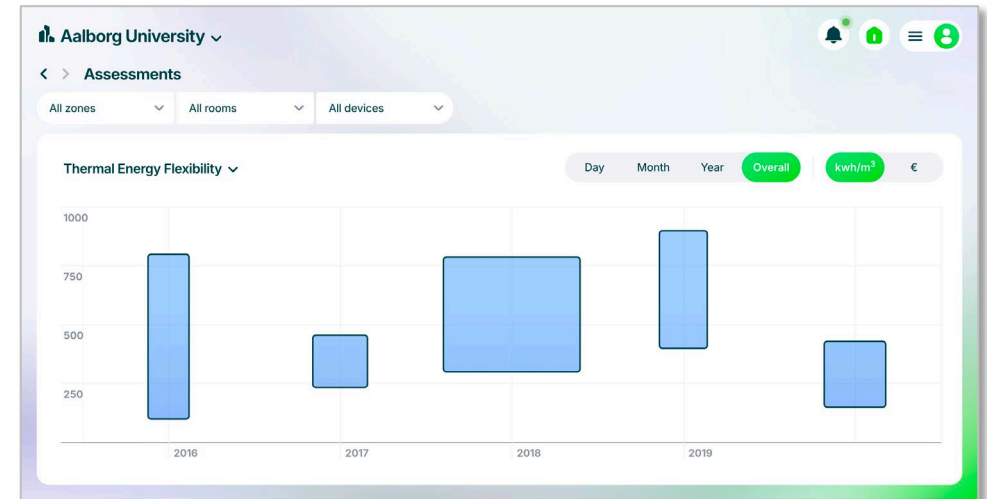 Aalborg University
Assessments
All zones All rooms All devices
Thermal Energy Flexibility Day Month Year Overall kwh/m³ €
1000
750
500
250
2016 2017 2018 2019